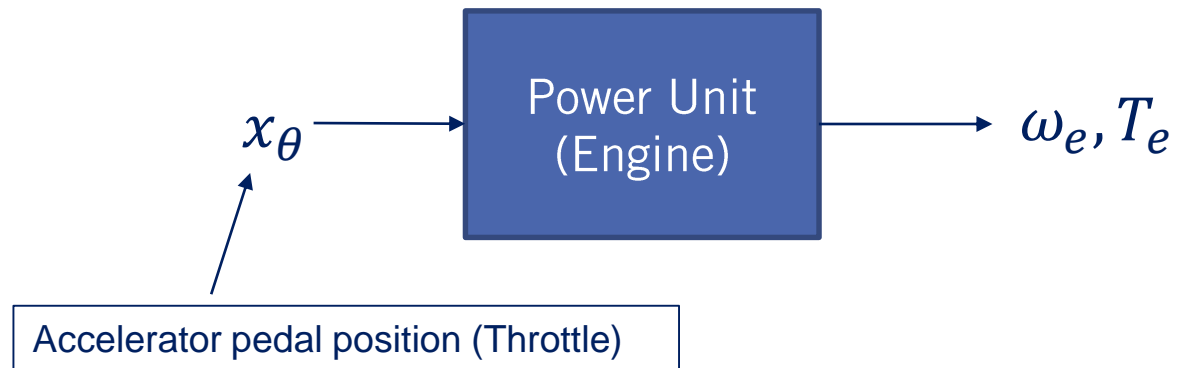 Power Unit
(Engine)
x_θ
ω_e, T_e
Accelerator pedal position (Throttle)